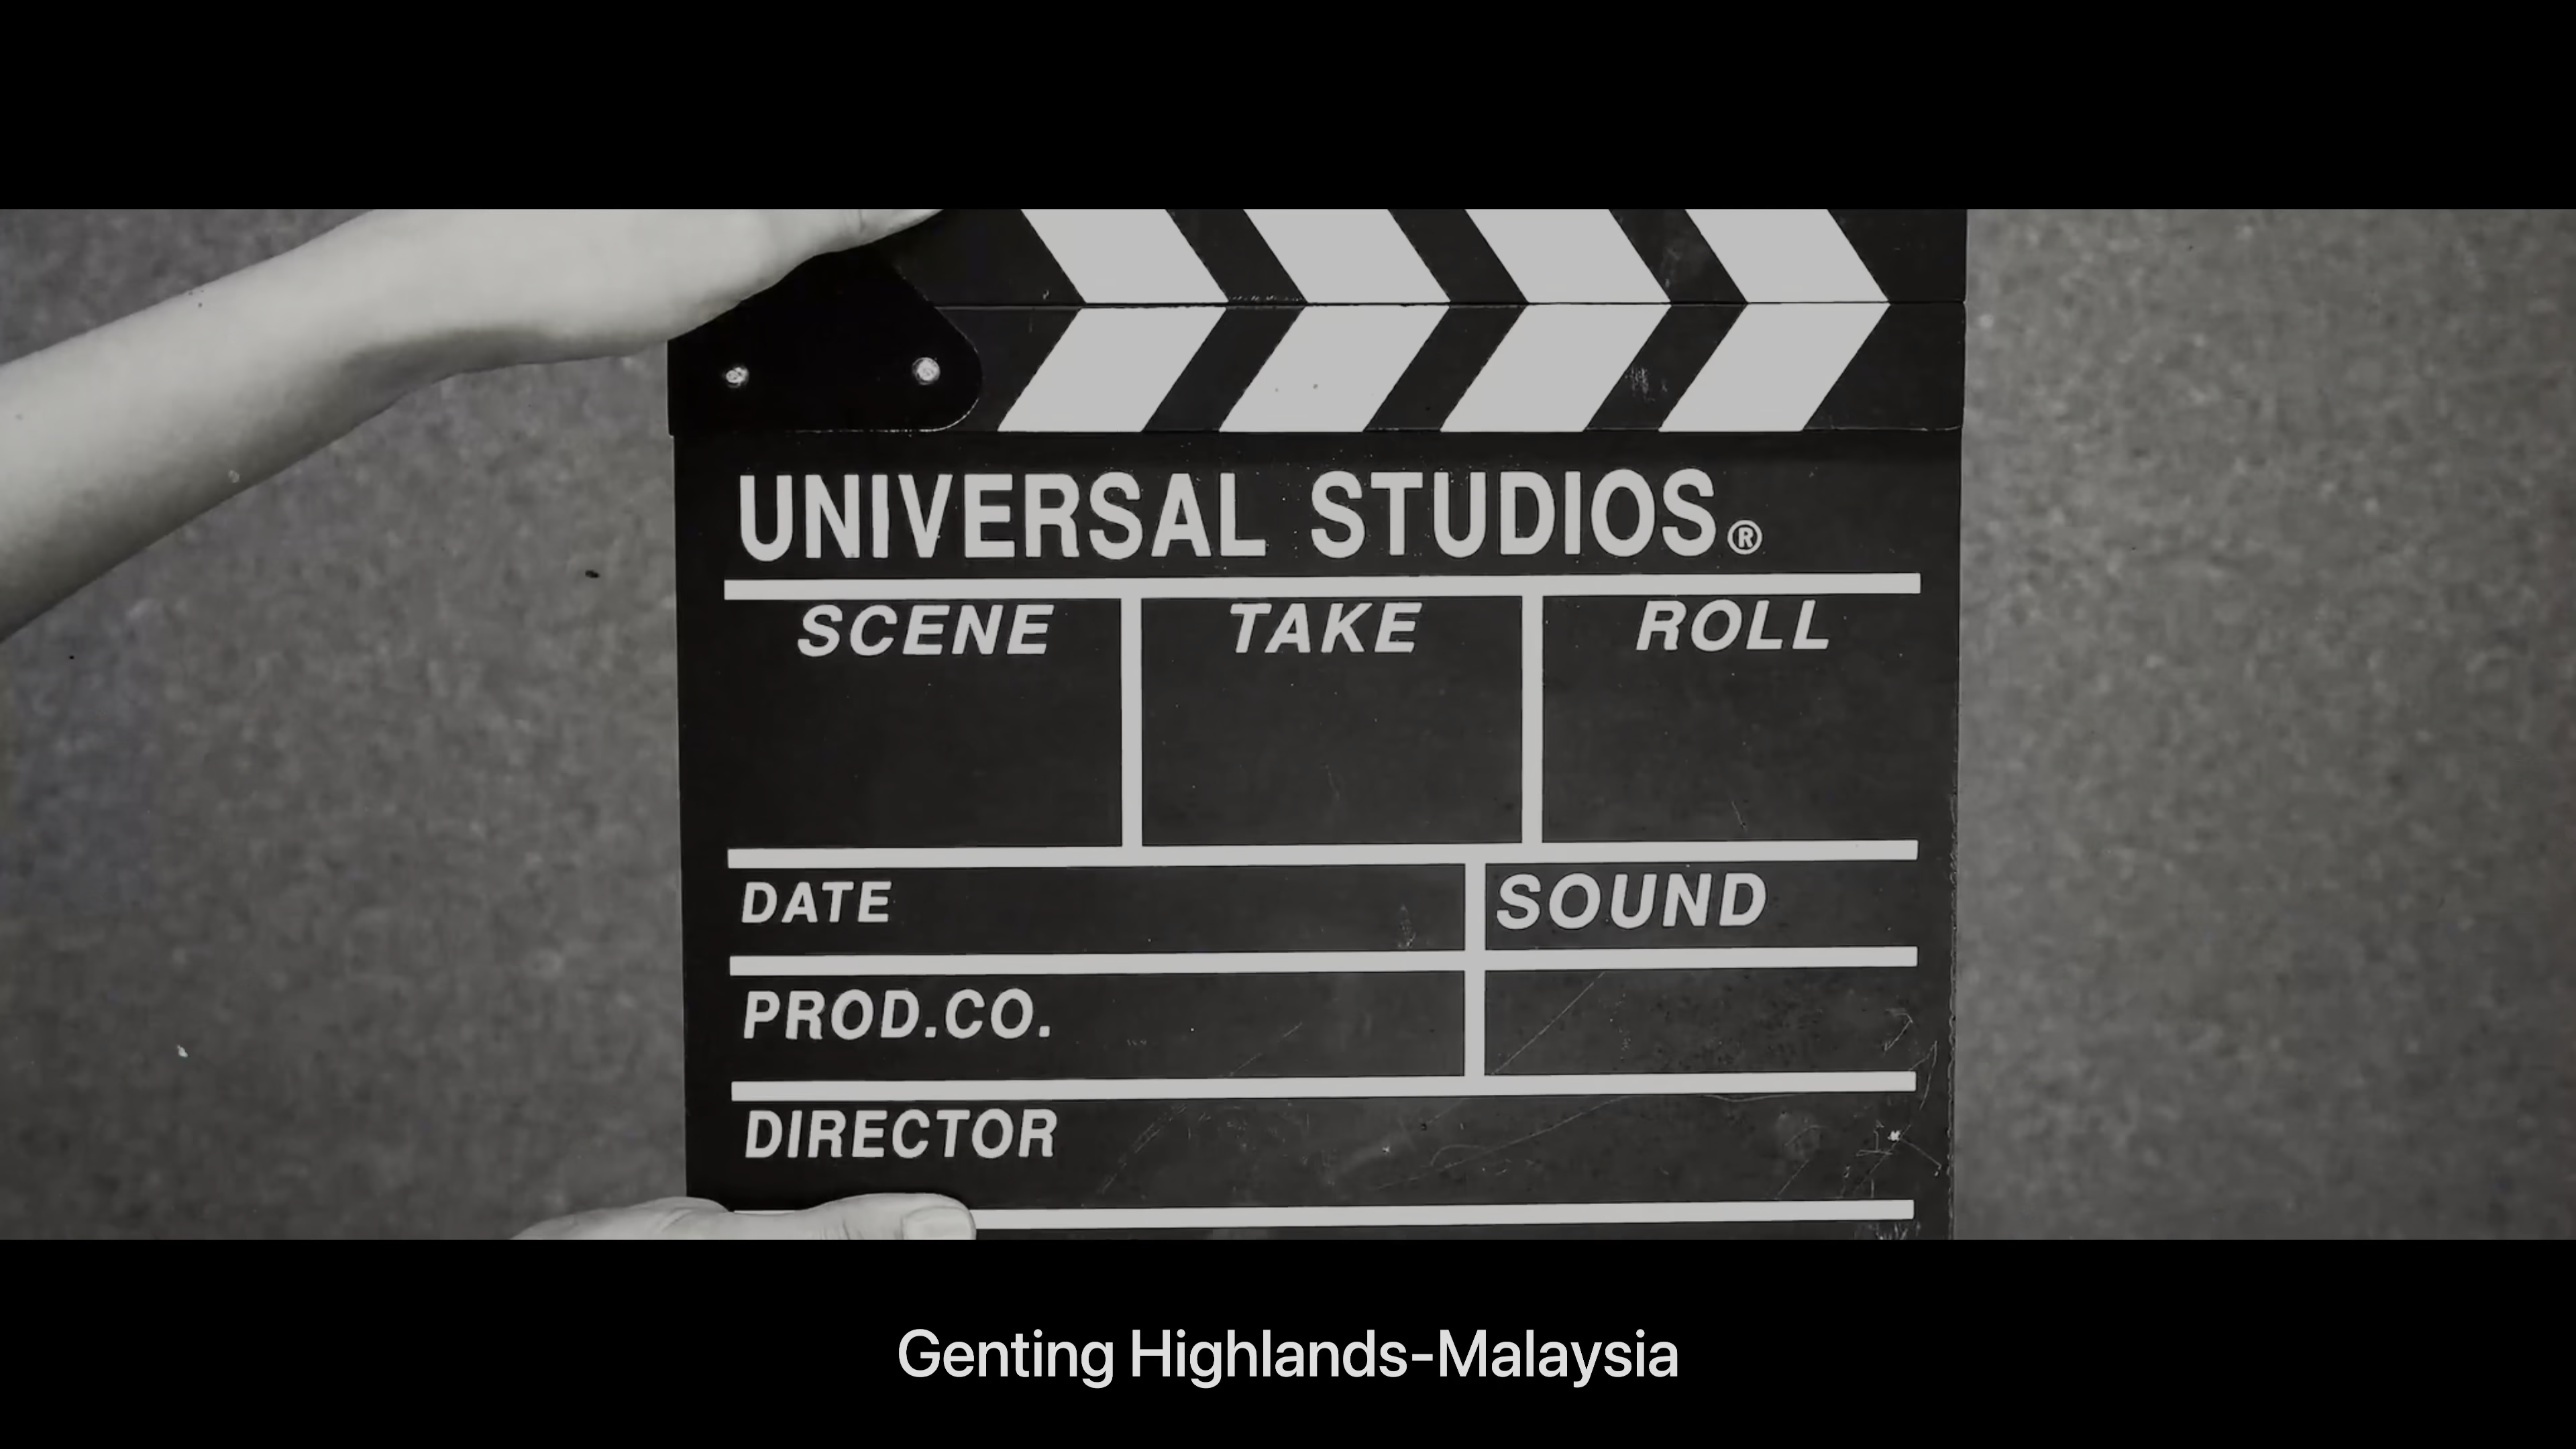 UNIVERSAL STUDIOS®
SCENE TAKE ROLL
DATE SOUND
PROD.CO.
DIRECTOR
Genting Highlands-Malaysia